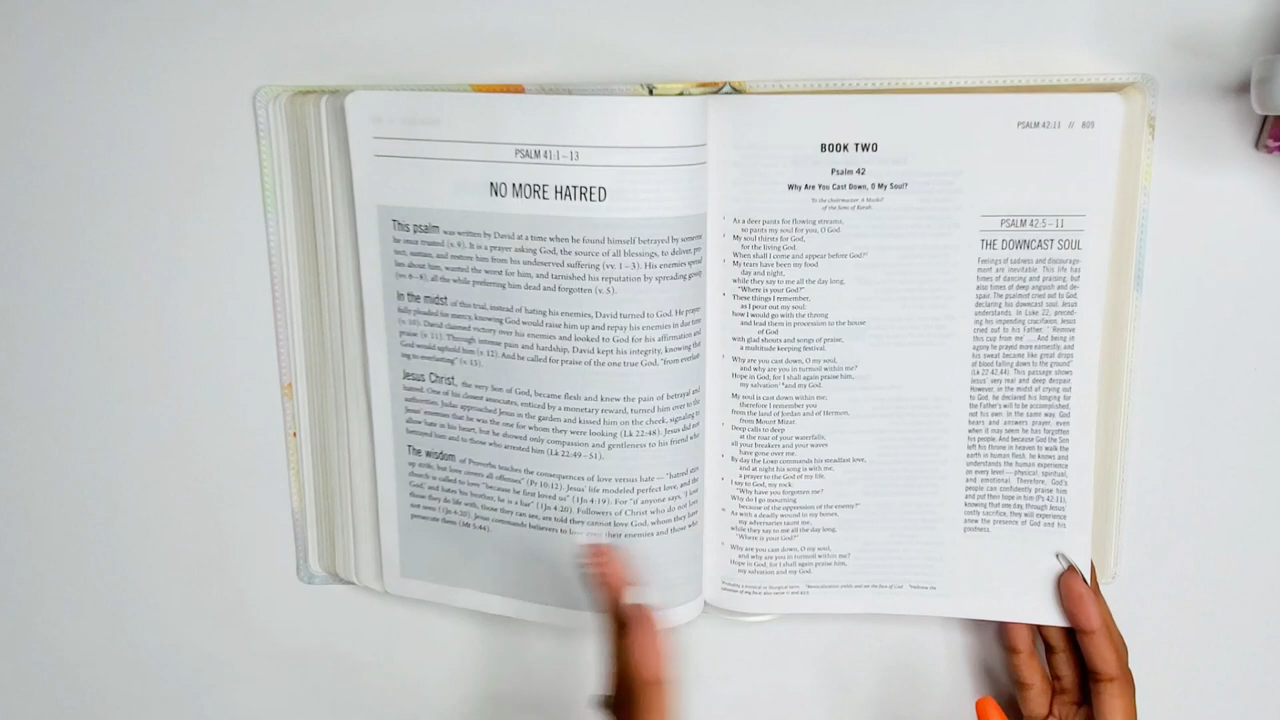 PSALM 41:1–13
NO MORE HATRED
This psalm was written by David at a time when he found himself betrayed by someone
he once trusted (v. 9). It is a prayer asking God, the source of all blessings, to deliver, pro-
tect, sustain, and restore him from his undeserved suffering (vv. 1–3). His enemies spread
lies about him, wanted the worst for him, and tarnished his reputation by spreading gossip
(vv. 6–8), all the while preferring him dead and forgotten (v. 5).
In the midst of this trial, instead of hating his enemies, David turned to God. He prayer-
fully pleaded for mercy, knowing God would raise him up and repay his enemies in due time
(v. 10). David claimed victory over his enemies and looked to God for his affirmation and
praise (v. 11). Through intense pain and hardship, David kept his integrity, knowing that
God would uphold him (v. 12). And he called for praise of the one true God, "from everlast-
ing to everlasting" (v. 13).
Jesus Christ, the very Son of God, became flesh and knew the pain of betrayal and
hatred. One of his closest associates, enticed by a monetary reward, turned him over to the
authorities. Judas approached Jesus in the garden and kissed him on the cheek, signaling to
Jesus' enemies that he was the one for whom they were looking (Lk 22:48). Jesus did not
allow hate in his heart, but he showed only compassion and gentleness to his friend who
betrayed him and to those who arrested him (Lk 22:49–51).
The wisdom of Proverbs teaches the consequences of love versus hate — "hatred stirs
up strife, but love covers all offenses" (Pr 10:12). Jesus' life modeled perfect love, and the
church is called to love "because he first loved us" (1Jn 4:19). For "if anyone says, 'I love
God,' and hates his brother, he is a liar" (1Jn 4:20). Followers of Christ who do not love
those they do life with, those they can see, are told they cannot love God, whom they have
not seen (1Jn 4:20). Jesus commands believers to love even their enemies and those who
persecute them (Mt 5:44).
PSALM 42:11 // 809
BOOK TWO
Psalm 42
Why Are You Cast Down, O My Soul?
To the choirmaster. A Maskil
of the Sons of Korah.
1 As a deer pants for flowing streams,
so pants my soul for you, O God.
2 My soul thirsts for God,
for the living God.
When shall I come and appear before God?
3 My tears have been my food
day and night,
while they say to me all the day long,
"Where is your God?"
4 These things I remember,
as I pour out my soul:
how I would go with the throng
and lead them in procession to the house
of God
with glad shouts and songs of praise,
a multitude keeping festival.
5 Why are you cast down, O my soul,
and why are you in turmoil within me?
Hope in God; for I shall again praise him,
my salvation 6 and my God.
My soul is cast down within me;
therefore I remember you
from the land of Jordan and of Hermon,
from Mount Mizar.
7 Deep calls to deep
at the roar of your waterfalls;
all your breakers and your waves
have gone over me.
8 By day the LORD commands his steadfast love,
and at night his song is with me,
a prayer to the God of my life.
9 I say to God, my rock:
"Why have you forgotten me?
Why do I go mourning
because of the oppression of the enemy?"
10 As with a deadly wound in my bones,
my adversaries taunt me,
while they say to me all the day long,
"Where is your God?"
11 Why are you cast down, O my soul,
and why are you in turmoil within me?
Hope in God; for I shall again praise him,
my salvation and my God.
PSALM 42:5–11
THE DOWNCAST SOUL
Feelings of sadness and discourage-
ment are inevitable. This life has
times of dancing and praising, but
also times of deep anguish and de-
spair. The psalmist cried out to God,
declaring his downcast soul. Jesus
understands. In Luke 22, preced-
ing his impending crucifixion, Jesus
cried out to his Father, "'Remove
this cup from me' ... And being in
agony he prayed more earnestly; and
his sweat became like great drops
of blood falling down to the ground"
(Lk 22:42,44). This passage shows
Jesus' very real and deep despair.
However, in the midst of crying out
to God, he declared his longing for
the Father's will to be accomplished,
not his own. In the same way, God
hears and answers prayer, even
when it may seem he has forgotten
his people. And because God the Son
left his throne in heaven to walk the
earth in human flesh, he knows and
understands the human experience
on every level — physical, spiritual,
and emotional. Therefore, God's
people can confidently praise him
and put their hope in him (Ps 42:11),
knowing that one day, through Jesus'
costly sacrifice, they will experience
anew the presence of God and his
goodness.